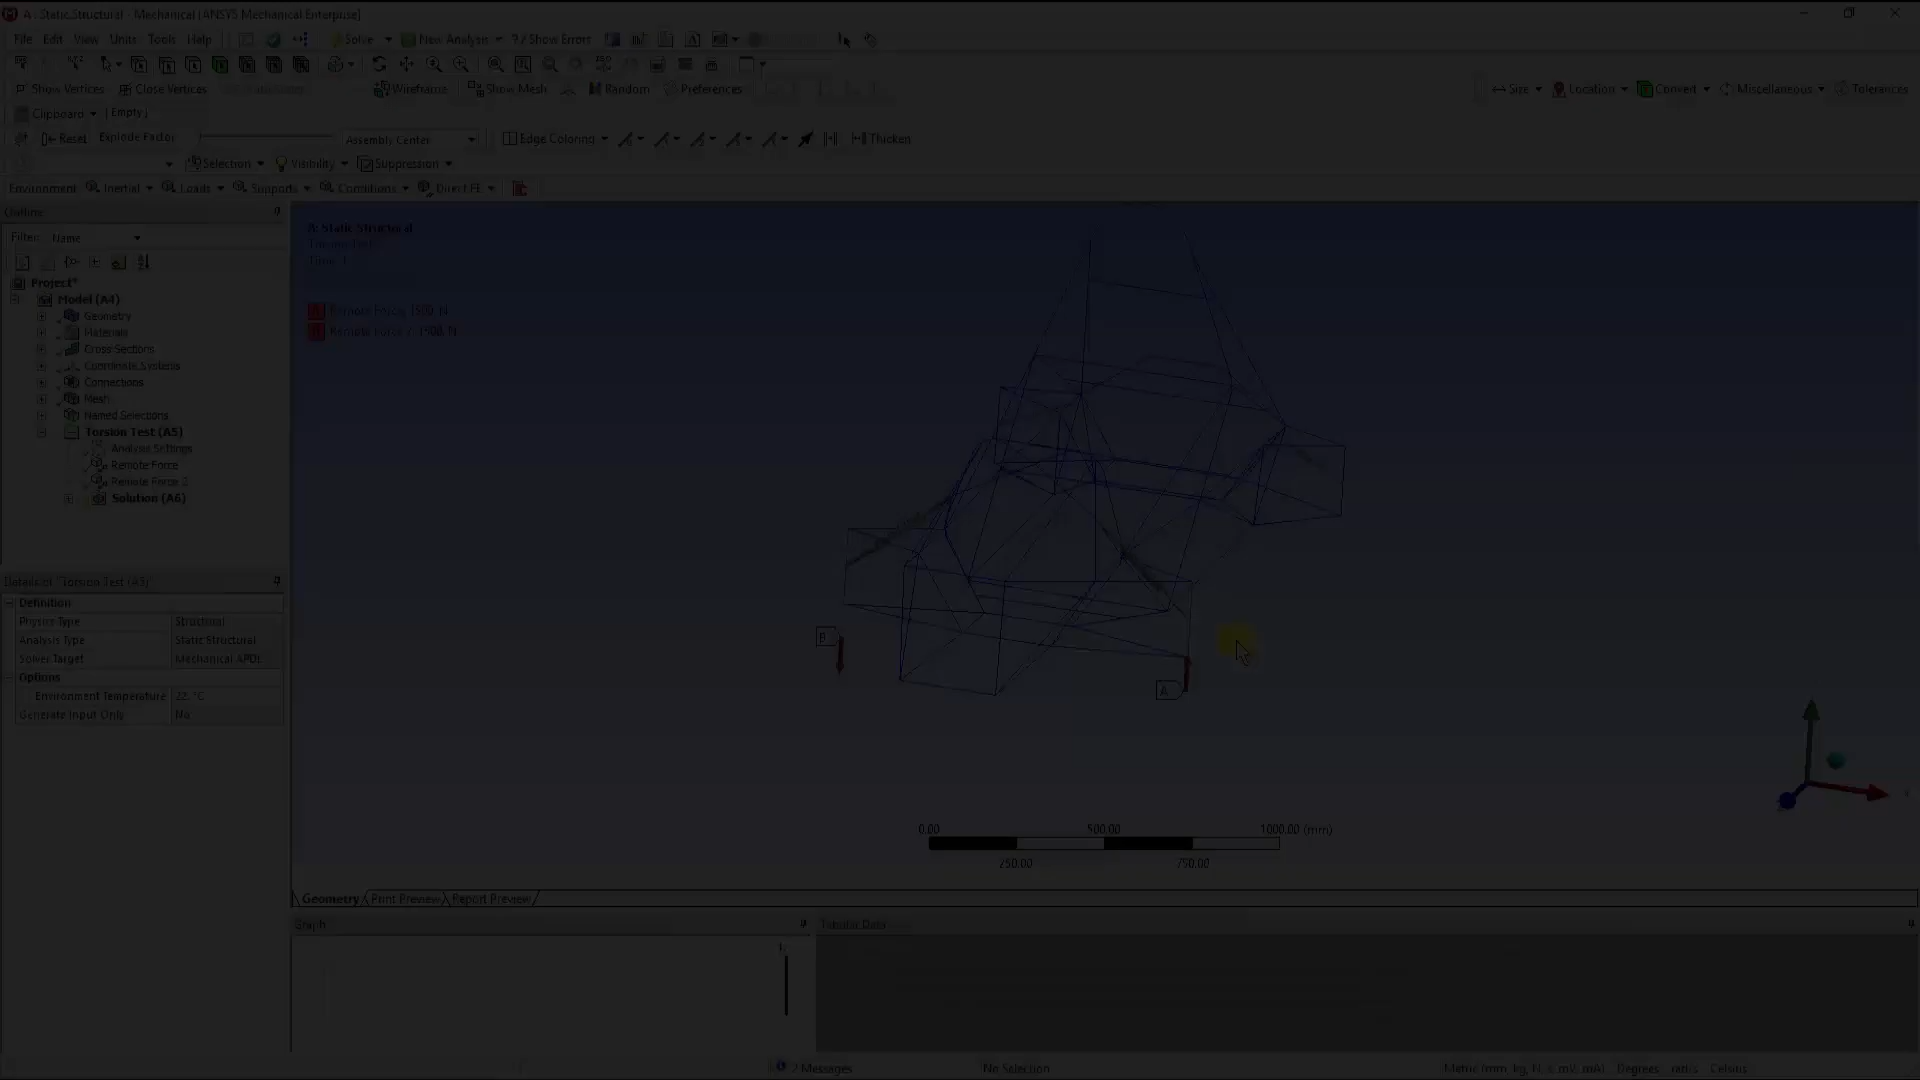 A : Static Structural - Mechanical [ANSYS Mechanical Enterprise]
File Edit View Units Tools Help Solve New Analysis ?/ Show Errors
Show Vertices Close Vertices Wireframe Show Mesh Random Preferences Size Location Convert Miscellaneous Tolerances
Clipboard [Empty]
Reset Explode Factor Assembly Center Edge Coloring Thicken
Selection Visibility Suppression
Environment Inertial Loads Supports Conditions Direct FE
Outline
Filter: Name
Project*
Model (A4)
Geometry
Materials
Cross Sections
Coordinate Systems
Connections
Mesh
Named Selections
Torsion Test (A5)
Analysis Settings
Remote Force
Remote Force 2
Solution (A6)
Details of "Torsion Test (A5)"
Definition
Physics Type Structural
Analysis Type Static Structural
Solver Target Mechanical APDL
Options
Environment Temperature 22. °C
Generate Input Only No
A: Static Structural
Remote Force: 1500. N
Remote Force 2: 1500. N
B
A
0.00 500.00 1000.00 (mm)
250.00 750.00
Geometry Print Preview Report Preview
Graph
Tabular Data
2 Messages No Selection Metric (mm, kg, N, s, mV, mA) Degrees rad/s Celsius